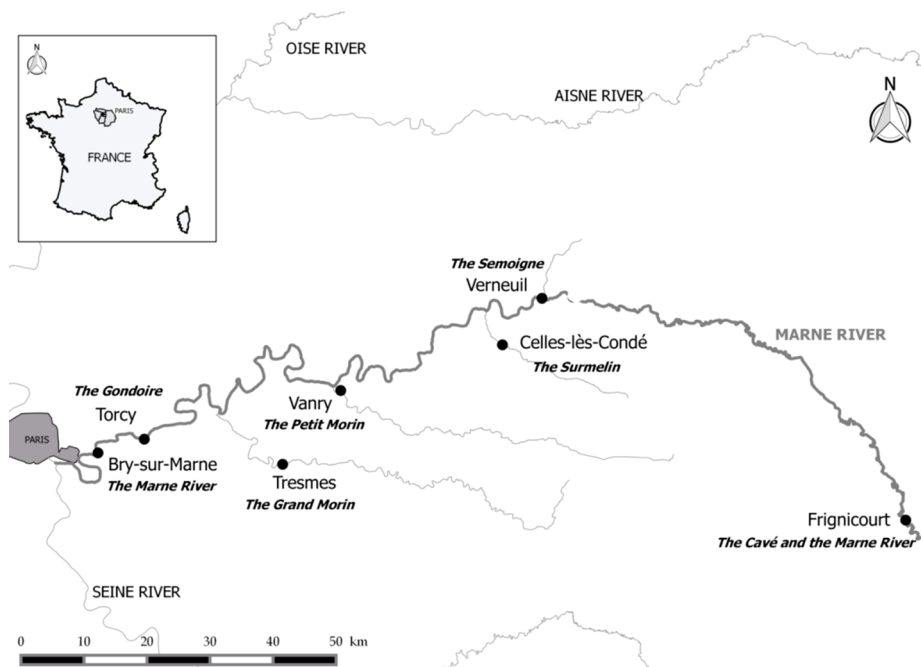 OISE RIVER
N
AISNE RIVER
N
PARIS
FRANCE
The Semoigne
Verneuil
MARNE RIVER
Celles-lès-Condé
The Surmelin
The Gondoire
Torcy
Vanry
The Petit Morin
PARIS
Bry-sur-Marne
The Marne River
Tresmes
The Grand Morin
Frignicourt
The Cavé and the Marne River
SEINE RIVER
0 10 20 30 40 50 km